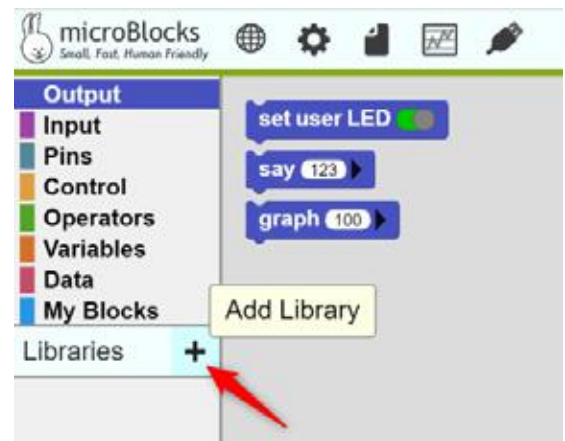 microBlocks
Small, Fast, Human Friendly
Output
Input
Pins
Control
Operators
Variables
Data
My Blocks
Libraries +
set user LED
say 123
graph 100
Add Library